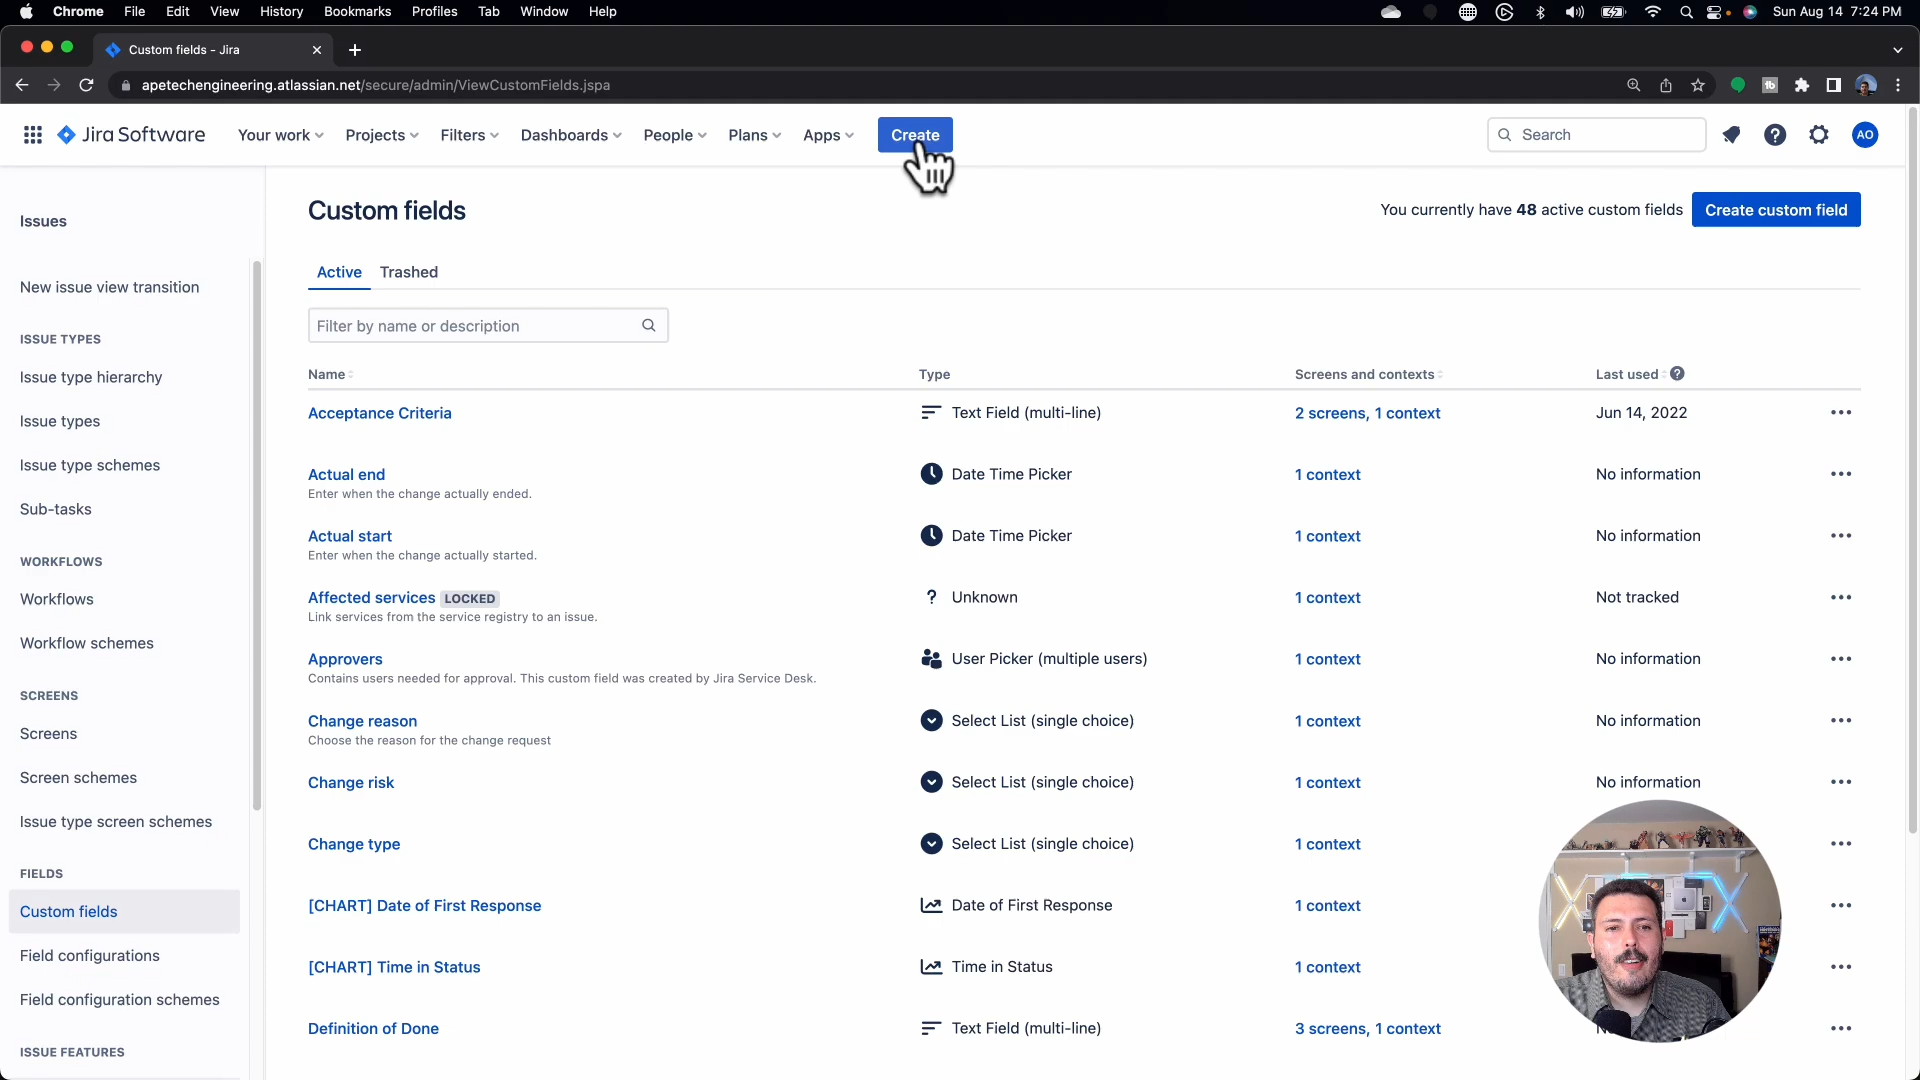 Chrome File Edit View History Bookmarks Profiles Tab Window Help Sun Aug 14 7:24 PM
Custom fields - Jira
apetechengineering.atlassian.net/secure/admin/ViewCustomFields.jspa
Jira Software Your work Projects Filters Dashboards People Plans Apps Create Search AO
Issues
New issue view transition
ISSUE TYPES
Issue type hierarchy
Issue types
Issue type schemes
Sub-tasks
WORKFLOWS
Workflows
Workflow schemes
SCREENS
Screens
Screen schemes
Issue type screen schemes
FIELDS
Custom fields
Field configurations
Field configuration schemes
ISSUE FEATURES
Custom fields
You currently have 48 active custom fields Create custom field
Active Trashed
Filter by name or description
Name Type Screens and contexts Last used
Acceptance Criteria Text Field (multi-line) 2 screens, 1 context Jun 14, 2022
Actual end Date Time Picker 1 context No information
Enter when the change actually ended.
Actual start Date Time Picker 1 context No information
Enter when the change actually started.
Affected services LOCKED ? Unknown 1 context Not tracked
Link services from the service registry to an issue.
Approvers User Picker (multiple users) 1 context No information
Contains users needed for approval. This custom field was created by Jira Service Desk.
Change reason Select List (single choice) 1 context No information
Choose the reason for the change request
Change risk Select List (single choice) 1 context No information
Change type Select List (single choice) 1 context
[CHART] Date of First Response Date of First Response 1 context
[CHART] Time in Status Time in Status 1 context
Definition of Done Text Field (multi-line) 3 screens, 1 context